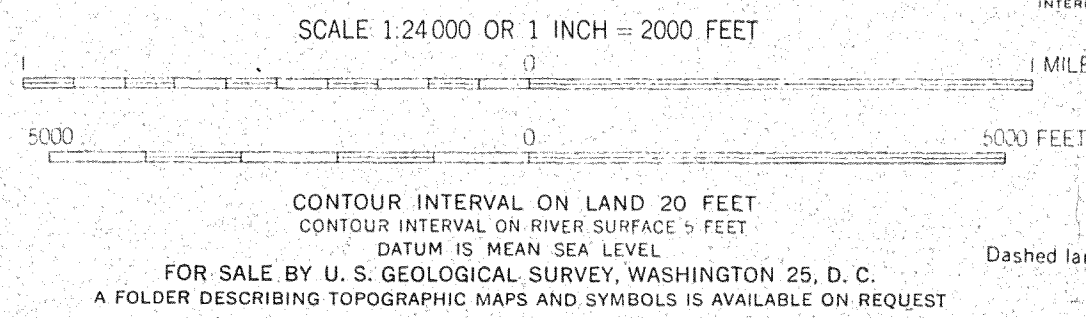 INTER
SCALE 1:24000 OR 1 INCH = 2000 FEET
1 0 1 MILE
5000 0 5000 FEET
CONTOUR INTERVAL ON LAND 20 FEET
CONTOUR INTERVAL ON RIVER SURFACE 5 FEET
DATUM IS MEAN SEA LEVEL
Dashed lan
FOR SALE BY U. S. GEOLOGICAL SURVEY, WASHINGTON 25, D. C.
A FOLDER DESCRIBING TOPOGRAPHIC MAPS AND SYMBOLS IS AVAILABLE ON REQUEST